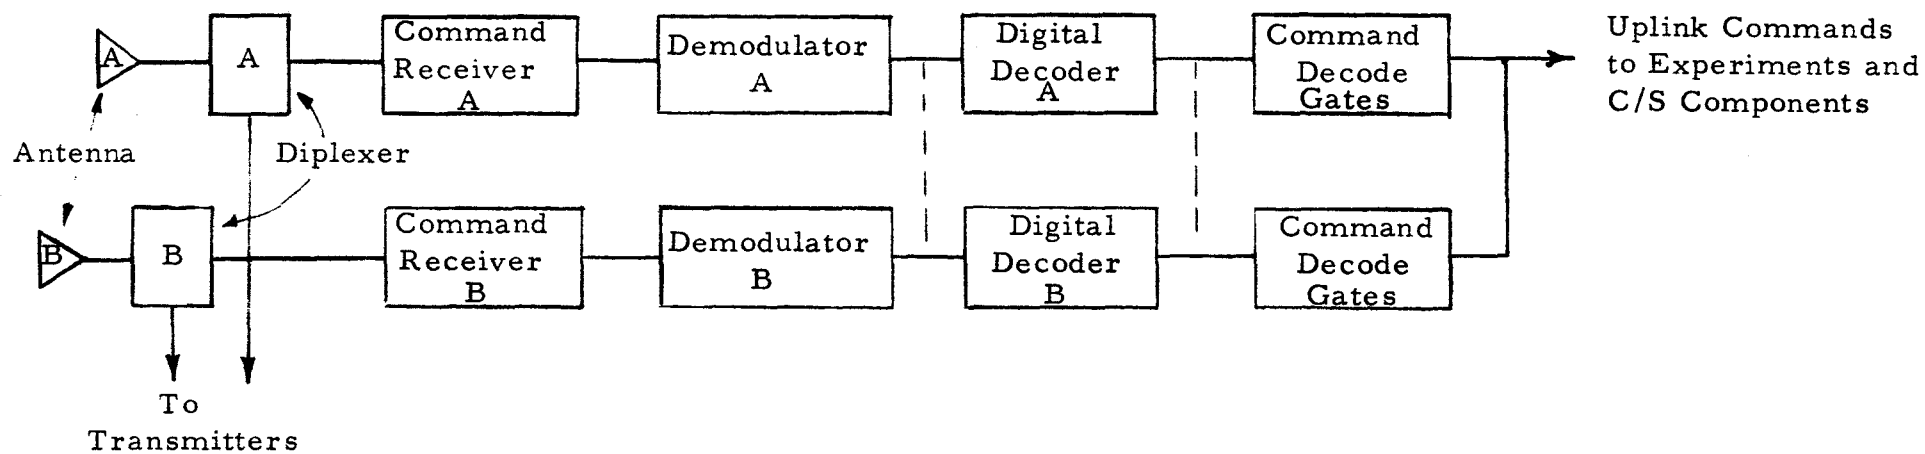 A
A
Command
Receiver
A
Demodulator
A
Digital
Decoder
A
Command
Decode
Gates
Uplink Commands
to Experiments and
C/S Components
Antenna
Diplexer
B
B
Command
Receiver
B
Demodulator
B
Digital
Decoder
B
Command
Decode
Gates
To
Transmitters